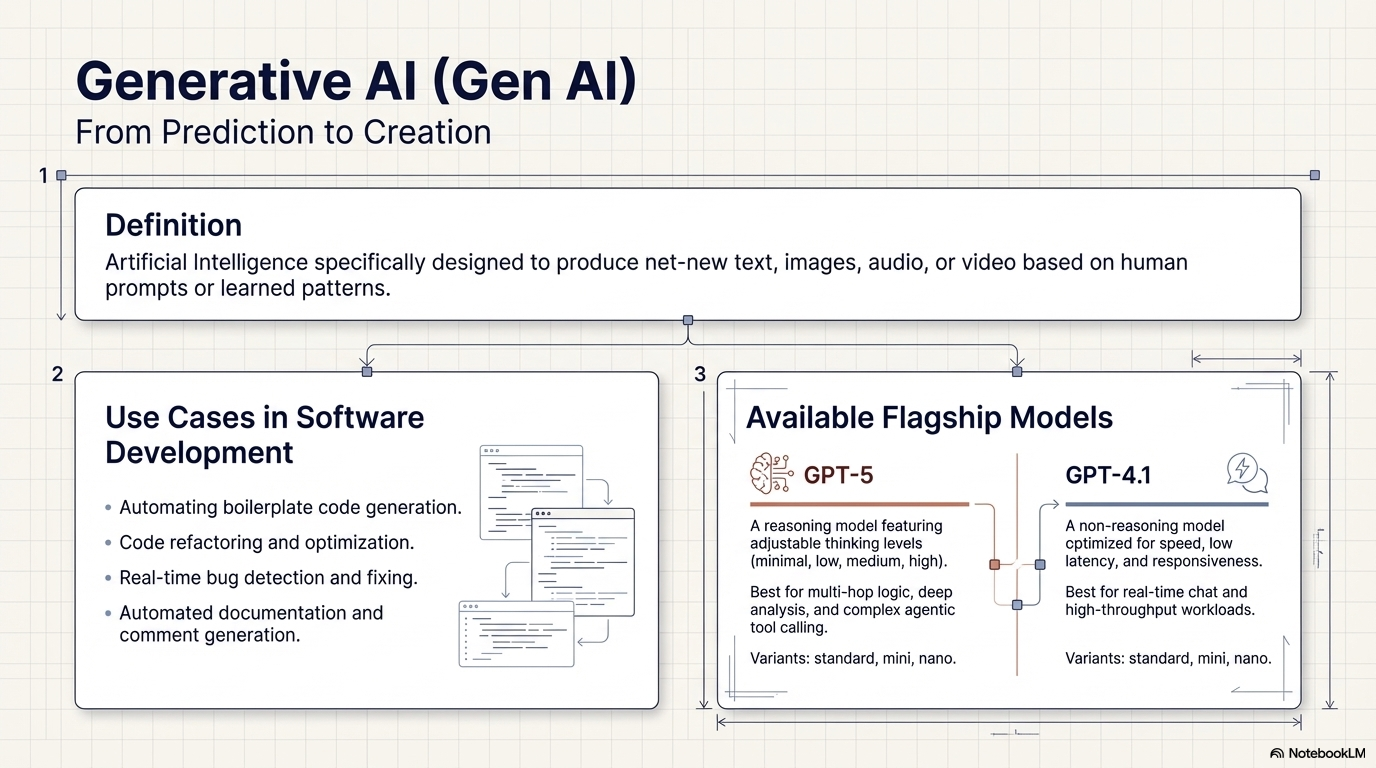 Generative AI (Gen AI)
From Prediction to Creation
1
Definition
Artificial Intelligence specifically designed to produce net-new text, images, audio, or video based on human
prompts or learned patterns.
2
Use Cases in Software
Development
• Automating boilerplate code generation.
• Code refactoring and optimization.
• Real-time bug detection and fixing.
• Automated documentation and
comment generation.
3
Available Flagship Models
GPT-5
A reasoning model featuring
adjustable thinking levels
(minimal, low, medium, high).
Best for multi-hop logic, deep
analysis, and complex agentic
tool calling.
Variants: standard, mini, nano.
GPT-4.1
A non-reasoning model
cptimized for speed, low
latency, and responsiveness.
Best for real-time chat and
high-throughput workloads.
Variants: standard, mini, nano.
NotebookLM